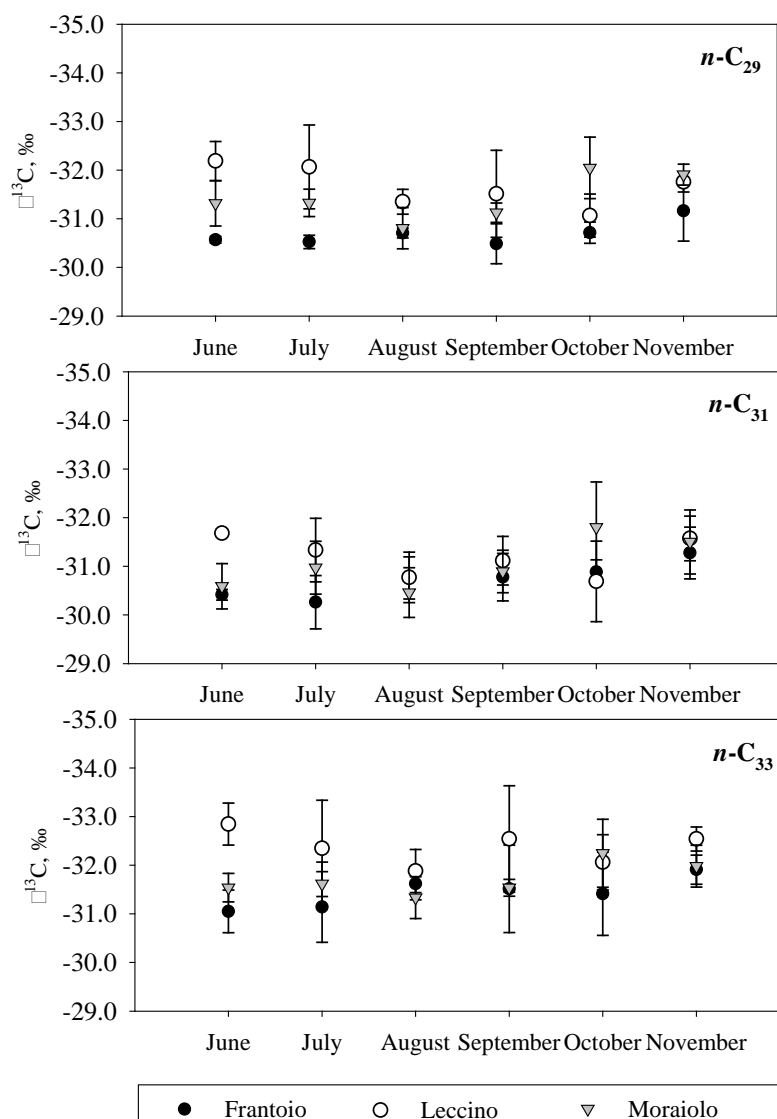 -35.0
n-C29
-34.0
-33.0
-32.0
-31.0
-30.0
-29.0
□13C, ‰
June July August September October November
-35.0
n-C31
-34.0
-33.0
-32.0
-31.0
-30.0
-29.0
□13C, ‰
June July August September October November
-35.0
n-C33
-34.0
-33.0
-32.0
-31.0
-30.0
-29.0
□13C, ‰
June July August September October November
Frantoio Leccino Moraiolo